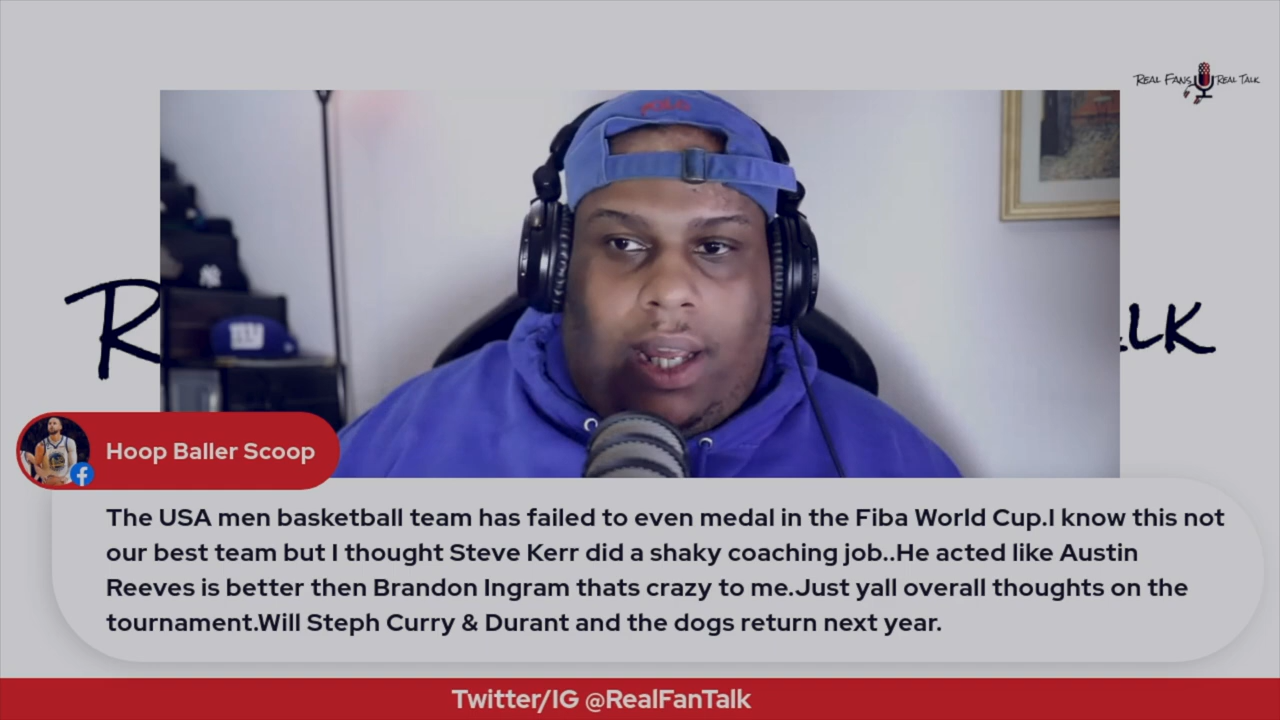 REAL FANS REAL TALK
R
LK
Hoop Baller Scoop
The USA men basketball team has failed to even medal in the Fiba World Cup.I know this not
our best team but I thought Steve Kerr did a shaky coaching job..He acted like Austin
Reeves is better then Brandon Ingram thats crazy to me.Just yall overall thoughts on the
tournament.Will Steph Curry & Durant and the dogs return next year.
Twitter/IG @RealFanTalk